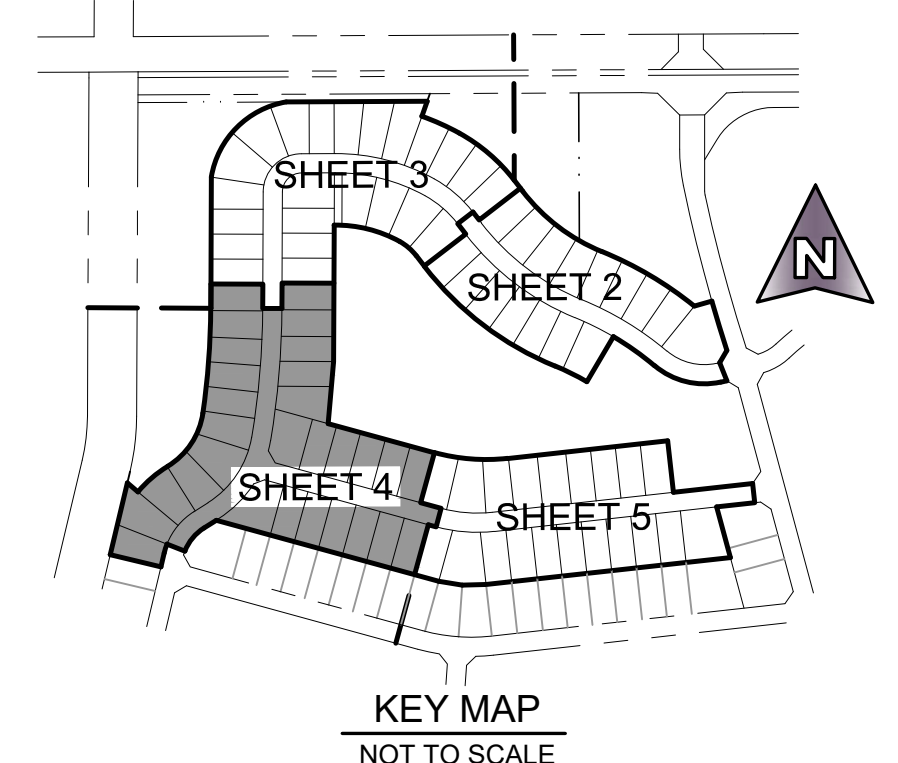 SHEET 3
N
SHEET 2
SHEET 4
SHEET 5
KEY MAP
NOT TO SCALE